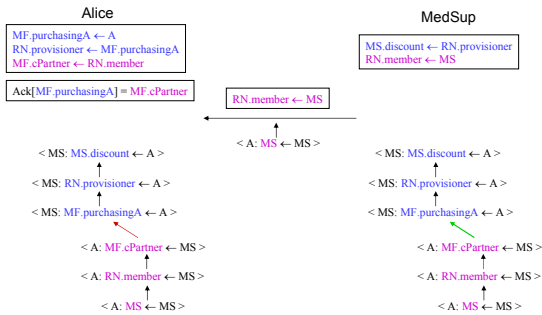 Alice
MedSup
MF.purchasingA ← A
RN.provisioner ← MF.purchasingA
MF.cPartner ← RN.member
MS.discount ← RN.provisioner
RN.member ← MS
Ack[MF.purchasingA] = MF.cPartner
RN.member ← MS
< A: MS ← MS >
< MS: MS.discount ← A >
< MS: RN.provisioner ← A >
< MS: MF.purchasingA ← A >
< A: MF.cPartner ← MS >
< A: RN.member ← MS >
< A: MS ← MS >
< MS: MS.discount ← A >
< MS: RN.provisioner ← A >
< MS: MF.purchasingA ← A >
< A: MF.cPartner ← MS >
< A: RN.member ← MS >
< A: MS ← MS >